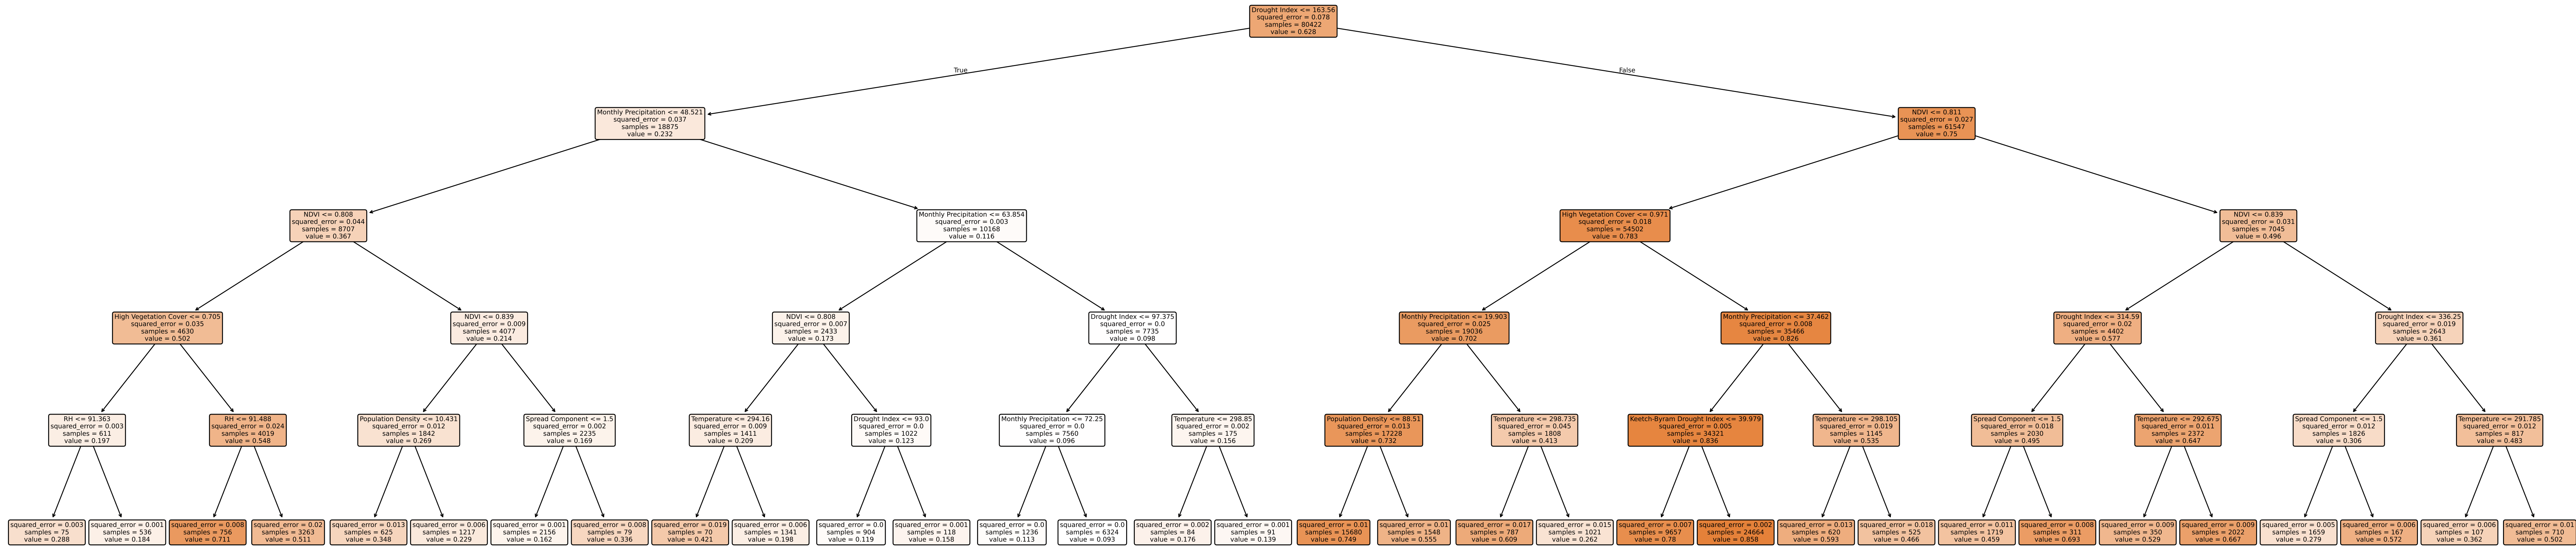 Drought Index <= 163.56
squared_error = 0.078
samples = 80422
value = 0.628
True
False
Monthly Precipitation <= 48.521
squared_error = 0.037
samples = 18875
value = 0.232
NDVI <= 0.811
squared_error = 0.027
samples = 61547
value = 0.75
NDVI <= 0.808
squared_error = 0.044
samples = 8707
value = 0.367
Monthly Precipitation <= 63.854
squared_error = 0.003
samples = 10168
value = 0.116
High Vegetation Cover <= 0.971
squared_error = 0.018
samples = 54502
value = 0.783
NDVI <= 0.839
squared_error = 0.031
samples = 7045
value = 0.496
High Vegetation Cover <= 0.705
squared_error = 0.035
samples = 4630
value = 0.502
NDVI <= 0.839
squared_error = 0.009
samples = 4077
value = 0.214
NDVI <= 0.808
squared_error = 0.007
samples = 2433
value = 0.173
Drought Index <= 97.375
squared_error = 0.0
samples = 7735
value = 0.098
Monthly Precipitation <= 19.903
squared_error = 0.025
samples = 19036
value = 0.702
Monthly Precipitation <= 37.462
squared_error = 0.008
samples = 35466
value = 0.826
Drought Index <= 314.59
squared_error = 0.02
samples = 4402
value = 0.577
Drought Index <= 336.25
squared_error = 0.019
samples = 2643
value = 0.361
RH <= 91.363
squared_error = 0.003
samples = 611
value = 0.197
RH <= 91.488
squared_error = 0.024
samples = 4019
value = 0.548
Population Density <= 10.431
squared_error = 0.012
samples = 1842
value = 0.269
Spread Component <= 1.5
squared_error = 0.002
samples = 2235
value = 0.169
Temperature <= 294.16
squared_error = 0.009
samples = 1411
value = 0.209
Drought Index <= 93.0
squared_error = 0.0
samples = 1022
value = 0.123
Monthly Precipitation <= 72.25
squared_error = 0.0
samples = 7560
value = 0.096
Temperature <= 298.85
squared_error = 0.002
samples = 175
value = 0.156
Population Density <= 88.51
squared_error = 0.013
samples = 17228
value = 0.732
Temperature <= 298.735
squared_error = 0.045
samples = 1808
value = 0.413
Keetch-Byram Drought Index <= 39.979
squared_error = 0.005
samples = 34321
value = 0.836
Temperature <= 298.105
squared_error = 0.019
samples = 1145
value = 0.535
Spread Component <= 1.5
squared_error = 0.018
samples = 2030
value = 0.495
Temperature <= 292.675
squared_error = 0.011
samples = 2372
value = 0.647
Spread Component <= 1.5
squared_error = 0.012
samples = 1826
value = 0.306
Temperature <= 291.785
squared_error = 0.012
samples = 817
value = 0.483
squared_error = 0.003
samples = 75
value = 0.288
squared_error = 0.001
samples = 536
value = 0.184
squared_error = 0.008
samples = 756
value = 0.711
squared_error = 0.02
samples = 3263
value = 0.511
squared_error = 0.013
samples = 625
value = 0.348
squared_error = 0.006
samples = 1217
value = 0.229
squared_error = 0.001
samples = 2156
value = 0.162
squared_error = 0.008
samples = 79
value = 0.336
squared_error = 0.019
samples = 70
value = 0.421
squared_error = 0.006
samples = 1341
value = 0.198
squared_error = 0.0
samples = 904
value = 0.119
squared_error = 0.001
samples = 118
value = 0.158
squared_error = 0.0
samples = 1236
value = 0.113
squared_error = 0.0
samples = 6324
value = 0.093
squared_error = 0.002
samples = 84
value = 0.176
squared_error = 0.001
samples = 91
value = 0.139
squared_error = 0.01
samples = 15680
value = 0.749
squared_error = 0.01
samples = 1548
value = 0.555
squared_error = 0.017
samples = 787
value = 0.609
squared_error = 0.015
samples = 1021
value = 0.262
squared_error = 0.007
samples = 9657
value = 0.78
squared_error = 0.002
samples = 24664
value = 0.858
squared_error = 0.013
samples = 620
value = 0.593
squared_error = 0.018
samples = 525
value = 0.466
squared_error = 0.011
samples = 1719
value = 0.459
squared_error = 0.008
samples = 311
value = 0.693
squared_error = 0.009
samples = 350
value = 0.529
squared_error = 0.009
samples = 2022
value = 0.667
squared_error = 0.005
samples = 1659
value = 0.279
squared_error = 0.006
samples = 167
value = 0.572
squared_error = 0.006
samples = 107
value = 0.362
squared_error = 0.01
samples = 710
value = 0.502